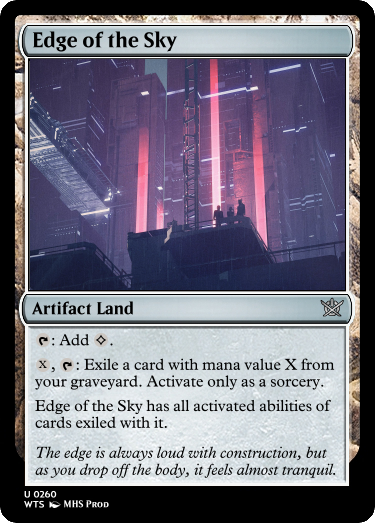 Edge of the Sky
Artifact Land
: Add .
X, : Exile a card with mana value X from
your graveyard. Activate only as a sorcery.
Edge of the Sky has all activated abilities of
cards exiled with it.
The edge is always loud with construction, but
as you drop off the body, it feels almost tranquil.
U 0260
WTS MHS Prod